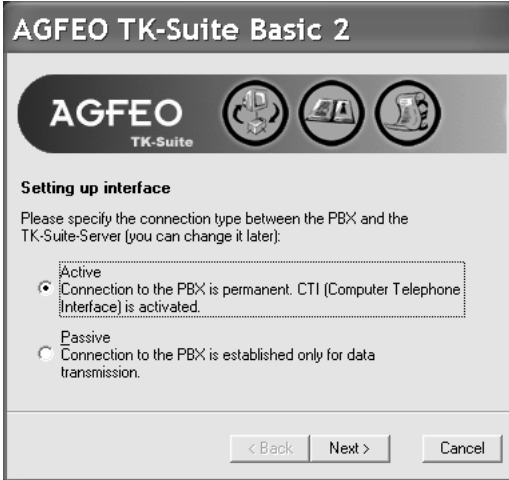 AGFEO TK-Suite Basic 2
AGFEO
TK-Suite
Setting up interface
Please specify the connection type between the PBX and the
TK-Suite-Server (you can change it later):
Active
Connection to the PBX is permanent. CTI (Computer Telephone
Interface) is activated.
Passive
Connection to the PBX is established only for data
transmission.
< Back
Next >
Cancel